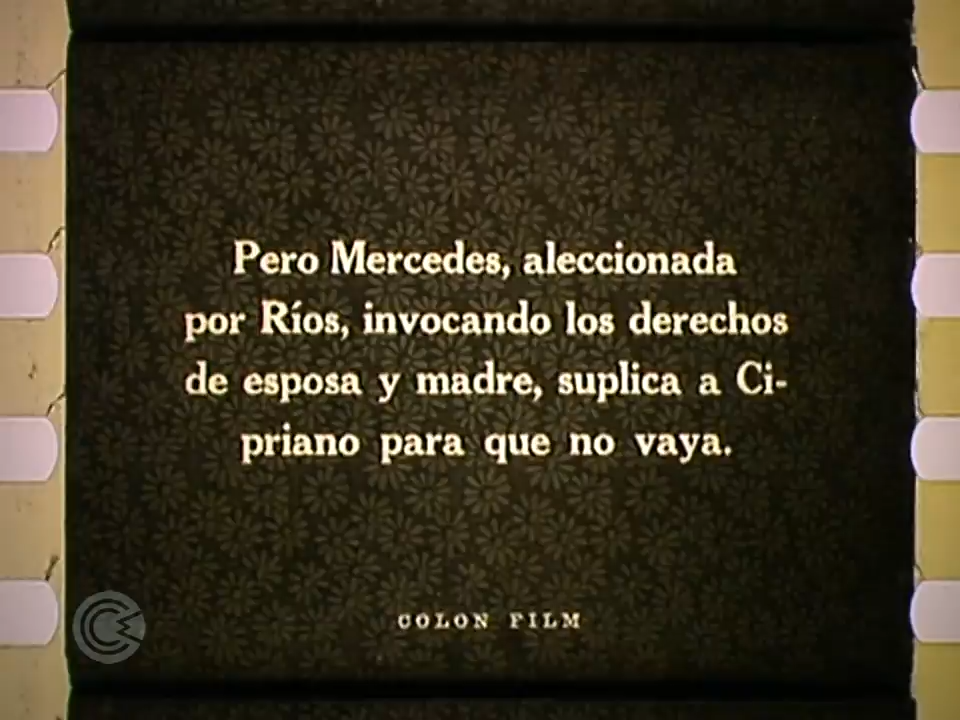 Pero Mercedes, aleccionada
por Ríos, invocando los derechos
de esposa y madre, suplica a Ci-
priano para que no vaya.
COLON FILM